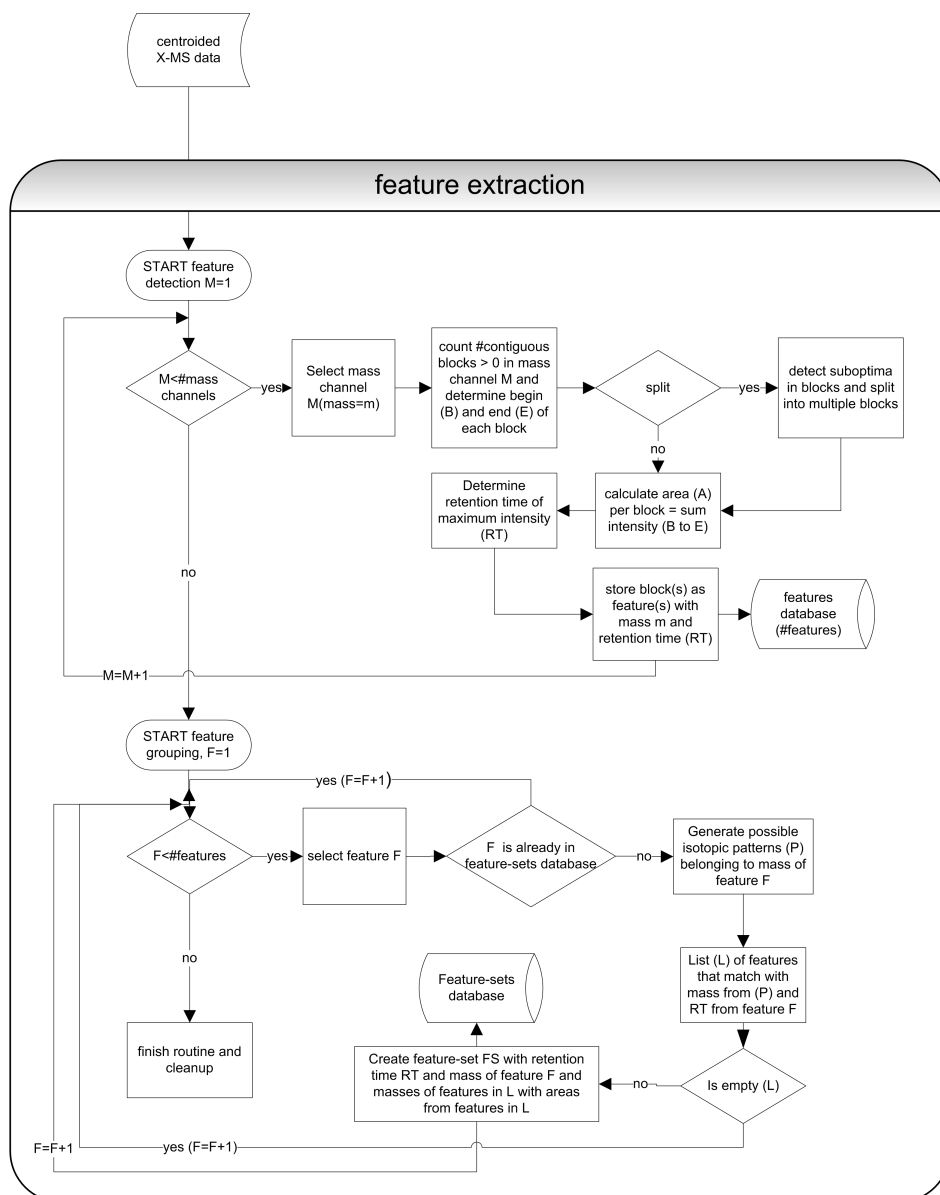 centroided
X-MS data
feature extraction
START feature
detection M=1
M<#mass
channels
yes
Select mass
channel
M(mass=m)
count #contiguous
blocks > 0 in mass
channel M and
determine begin
(B) and end (E) of
each block
split
yes
detect suboptima
in blocks and split
into multiple blocks
no
calculate area (A)
per block = sum
intensity (B to E)
Determine
retention time of
maximum intensity
(RT)
store block(s) as
feature(s) with
mass m and
retention time (RT)
features
database
(#features)
no
M=M+1
START feature
grouping, F=1
yes (F=F+1)
F<#features
yes
select feature F
F is already in
feature-sets database
no
Generate possible
isotopic patterns (P)
belonging to mass of
feature F
List (L) of features
that match with
mass from (P) and
RT from feature F
Is empty (L)
no
Create feature-set FS with retention
time RT and mass of feature F and
masses of features in L with areas
from features in L
Feature-sets
database
no
finish routine and
cleanup
F=F+1
yes (F=F+1)